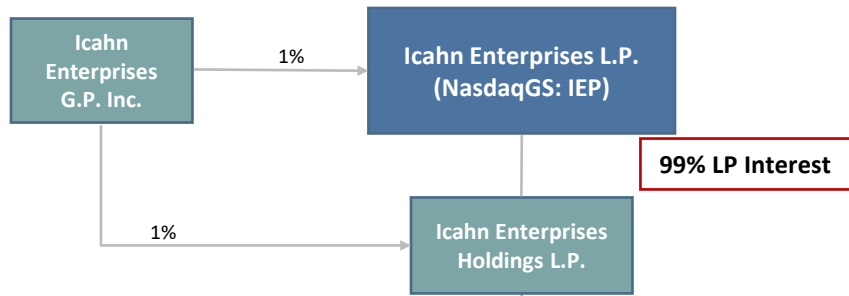 Icahn
Enterprises
G.P. Inc.
1%
Icahn Enterprises L.P.
(NasdaqGS: IEP)
99% LP Interest
1%
Icahn Enterprises
Holdings L.P.